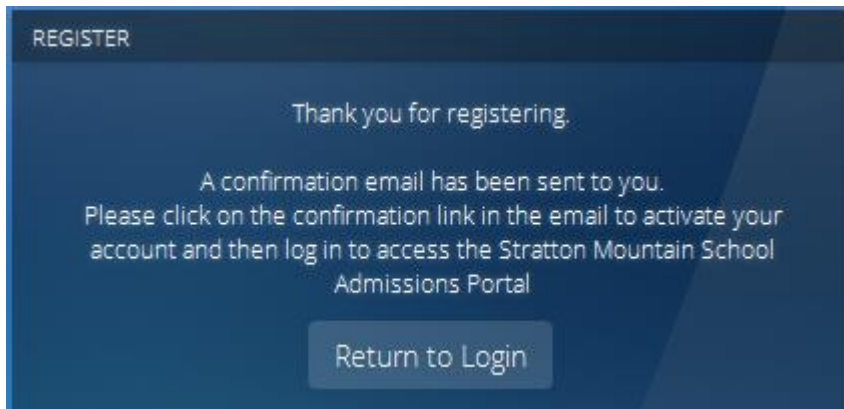 REGISTER
Thank you for registering.
A confirmation email has been sent to you.
Please click on the confirmation link in the email to activate your
account and then log in to access the Stratton Mountain School
Admissions Portal
Return to Login